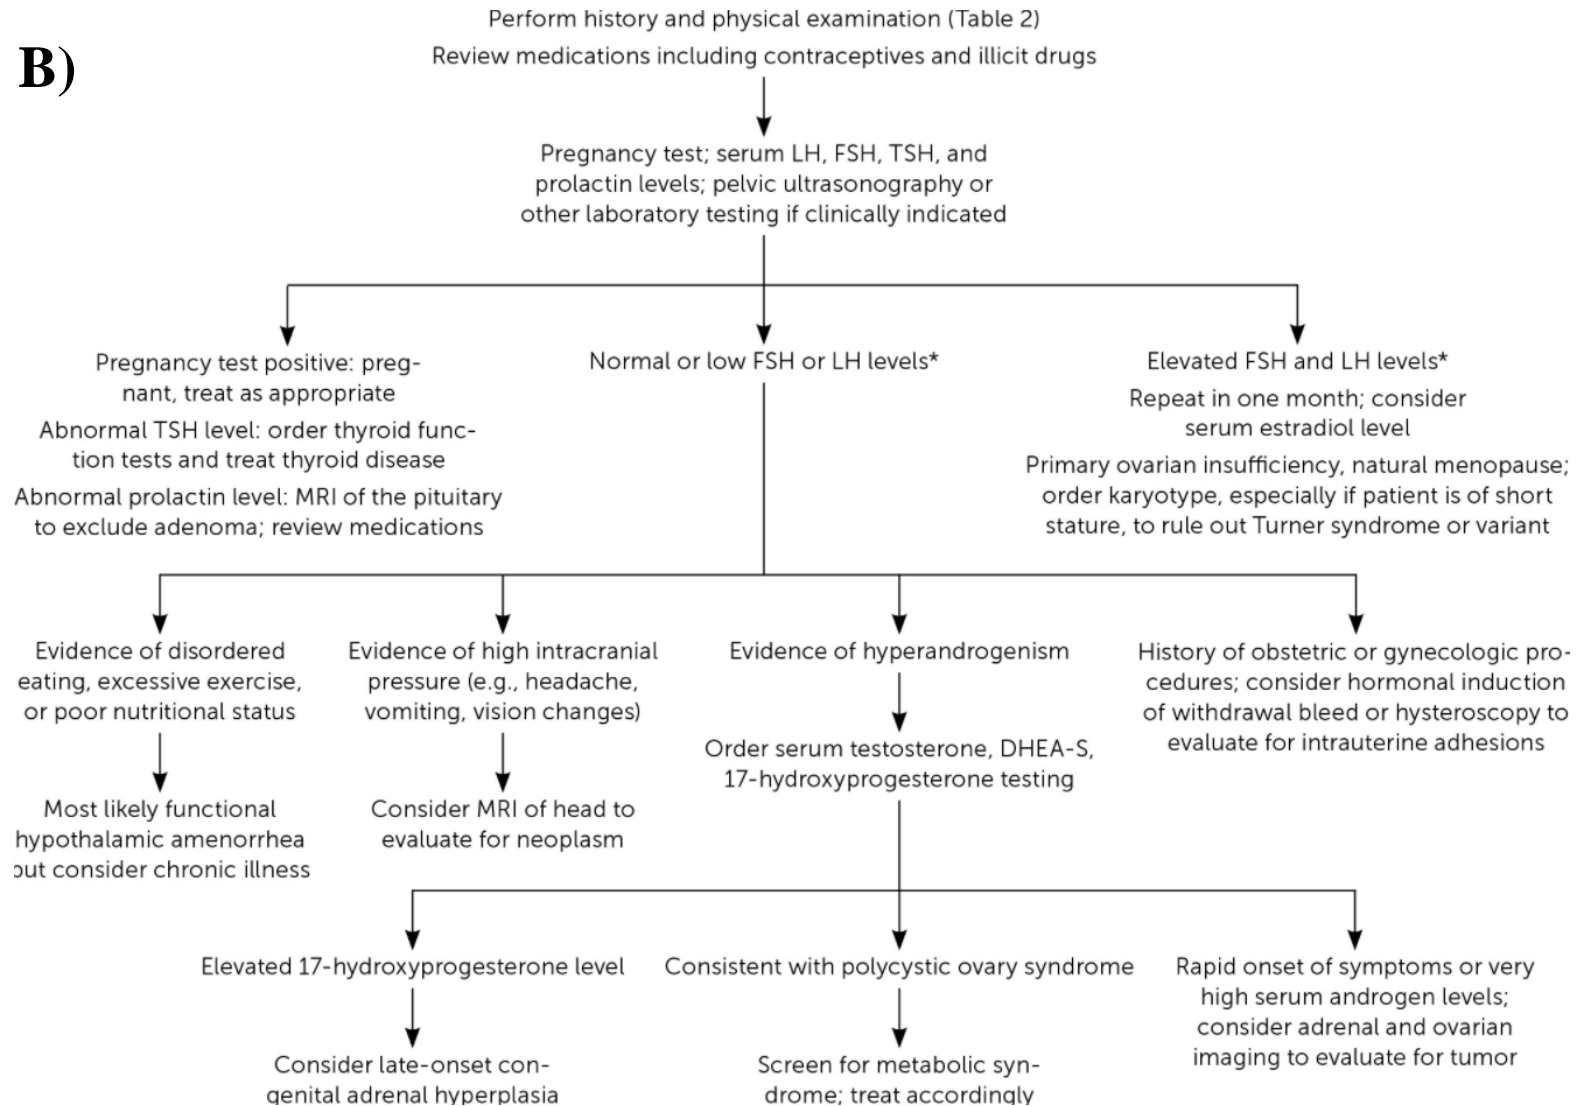 B)
Perform history and physical examination (Table 2)
Review medications including contraceptives and illicit drugs
Pregnancy test; serum LH, FSH, TSH, and
prolactin levels; pelvic ultrasonography or
other laboratory testing if clinically indicated
Pregnancy test positive: preg-
nant, treat as appropriate
Abnormal TSH level: order thyroid func-
tion tests and treat thyroid disease
Abnormal prolactin level: MRI of the pituitary
to exclude adenoma; review medications
Normal or low FSH or LH levels*
Elevated FSH and LH levels*
Repeat in one month; consider
serum estradiol level
Primary ovarian insufficiency, natural menopause;
order karyotype, especially if patient is of short
stature, to rule out Turner syndrome or variant
Evidence of disordered
eating, excessive exercise,
or poor nutritional status
Most likely functional
hypothalamic amenorrhea
but consider chronic illness
Evidence of high intracranial
pressure (e.g., headache,
vomiting, vision changes)
Consider MRI of head to
evaluate for neoplasm
Evidence of hyperandrogenism
Order serum testosterone, DHEA-S,
17-hydroxyprogesterone testing
History of obstetric or gynecologic pro-
cedures; consider hormonal induction
of withdrawal bleed or hysteroscopy to
evaluate for intrauterine adhesions
Elevated 17-hydroxyprogesterone level
Consider late-onset con-
genital adrenal hyperplasia
Consistent with polycystic ovary syndrome
Screen for metabolic syn-
drome; treat accordingly
Rapid onset of symptoms or very
high serum androgen levels;
consider adrenal and ovarian
imaging to evaluate for tumor